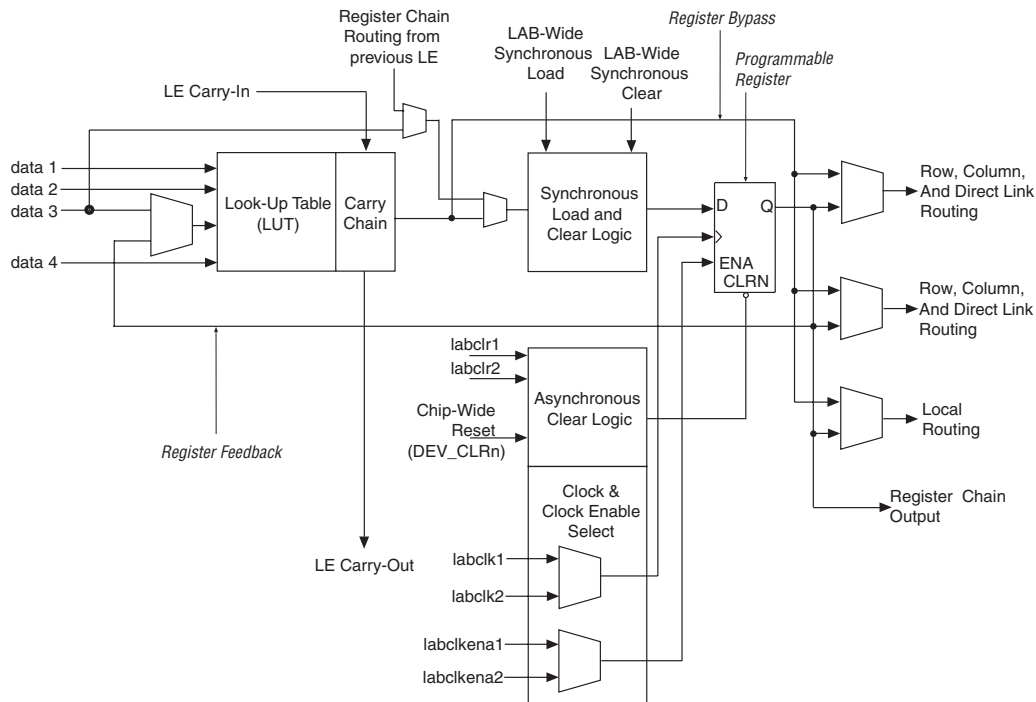 Register Chain
Routing from
previous LE
LAB-Wide
Synchronous
Load
LAB-Wide
Synchronous
Clear
Register Bypass
Programmable
Register
LE Carry-In
data 1
data 2
data 3
data 4
Look-Up Table
(LUT)
Carry
Chain
Synchronous
Load and
Clear Logic
D
Q
ENA
CLRN
Row, Column,
And Direct Link
Routing
Row, Column,
And Direct Link
Routing
Local
Routing
Register Chain
Output
labclr1
labclr2
Chip-Wide
Reset
(DEV_CLRn)
Asynchronous
Clear Logic
Register Feedback
Clock &
Clock Enable
Select
LE Carry-Out
labclk1
labclk2
labclkena1
labclkena2